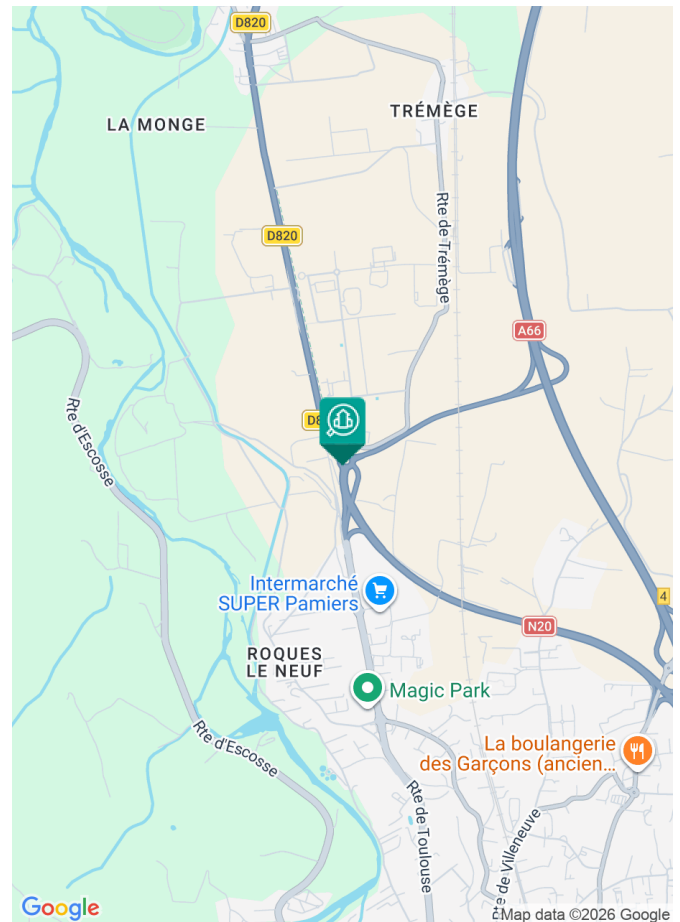 D820
LA MONGE
TRÉMÈGE
Rte de Trémège
D820
A66
Rte d'Escosse
Intermarché
SUPER Pamiers
4
N20
ROQUES
LE NEUF
Magic Park
Rte d'Escosse
La boulangerie
des Garçons (ancien...
Rte de Toulouse
de Villeneuve
Google
Map data ©2026 Google